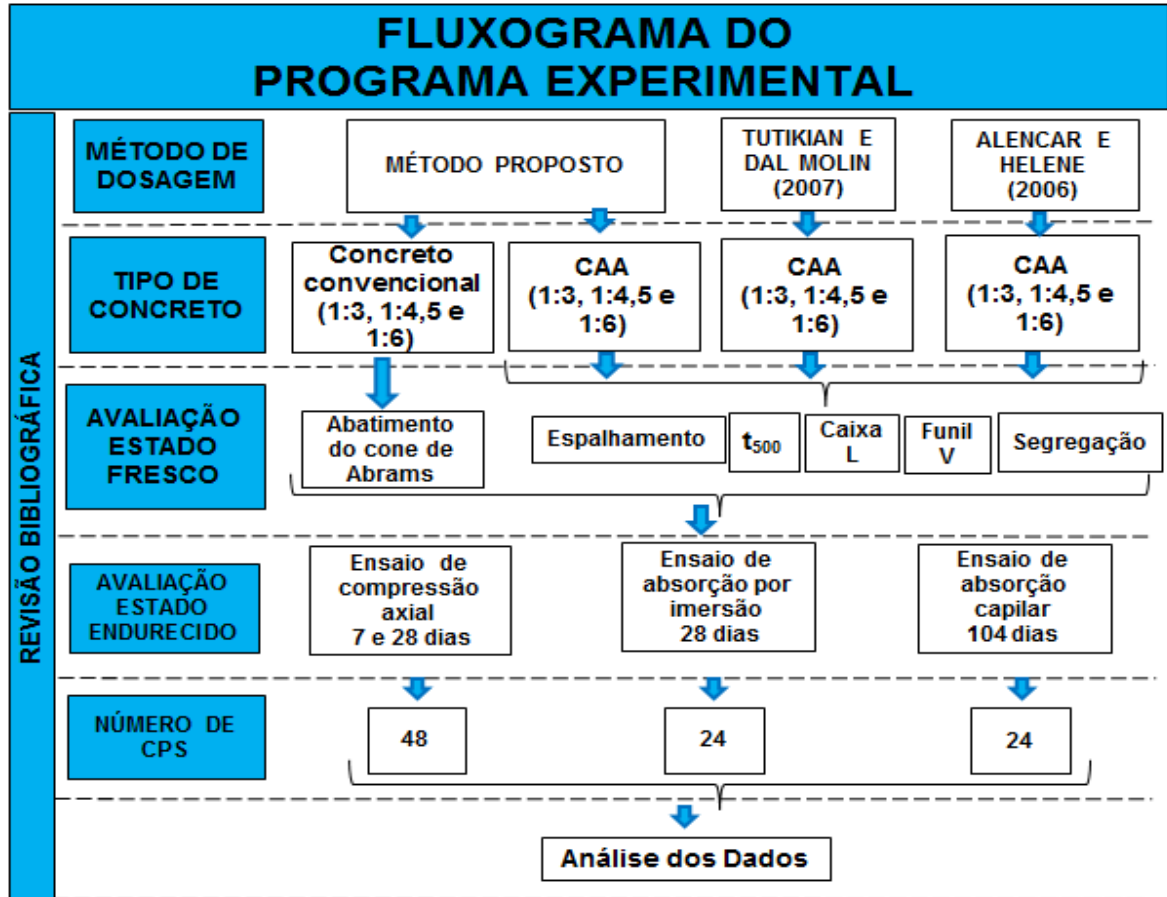 FLUXOGRAMA DO
PROGRAMA EXPERIMENTAL
REVISÃO BIBLIOGRÁFICA
MÉTODO DE
DOSAGEM
MÉTODO PROPOSTO
TUTIKIAN E
DAL MOLIN
(2007)
ALENCAR E
HELENE
(2006)
TIPO DE
CONCRETO
Concreto
convencional
(1:3, 1:4,5 e
1:6)
CAA
(1:3, 1:4,5 e
1:6)
CAA
(1:3, 1:4,5 e
1:6)
CAA
(1:3, 1:4,5 e
1:6)
AVALIAÇÃO
ESTADO
FRESCO
Abatimento
do cone de
Abrams
Espalhamento
t500
Caixa
L
Funil
V
Segregação
AVALIAÇÃO
ESTADO
ENDURECIDO
Ensaio de
compressão
axial
7 e 28 dias
Ensaio de
absorção por
imersão
28 dias
Ensaio de
absorção
capilar
104 dias
NÚMERO DE
CPS
48
24
24
Análise dos Dados